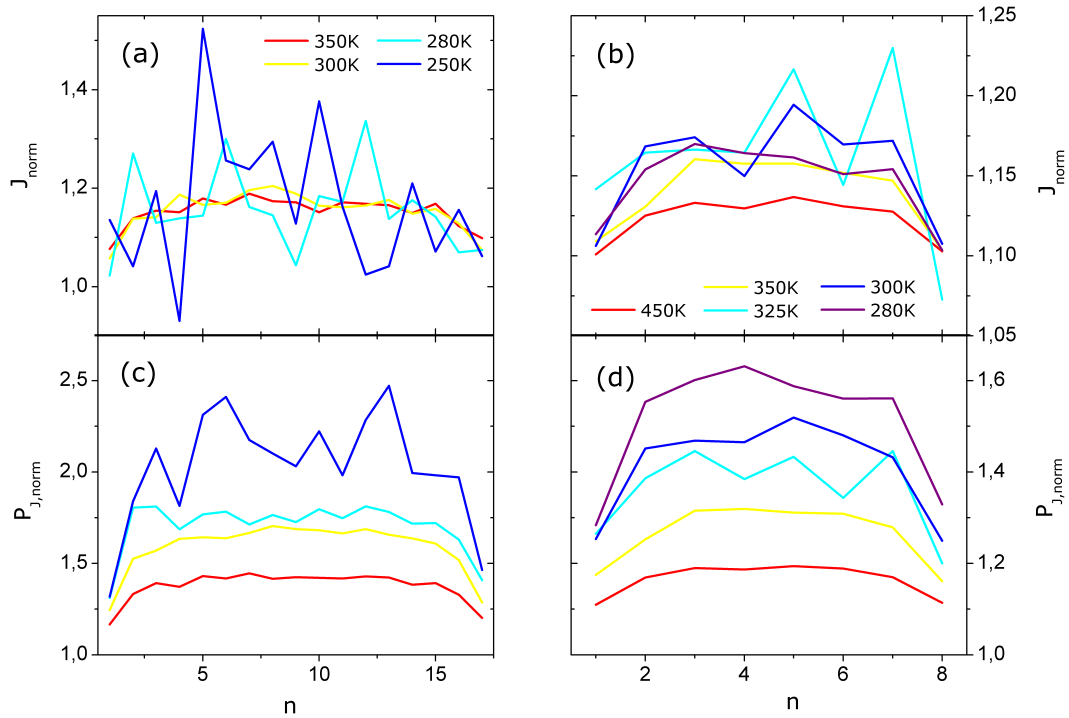 (a)
350K 280K
300K 250K
1,4
1,2
1,0
J norm
(b)
1,25
1,20
1,15
1,10
1,05
J norm
350K 300K
450K 325K 280K
(c)
2,5
2,0
1,5
1,0
P J,norm
5 10 15
n
(d)
1,6
1,4
1,2
1,0
P J,norm
2 4 6 8
n